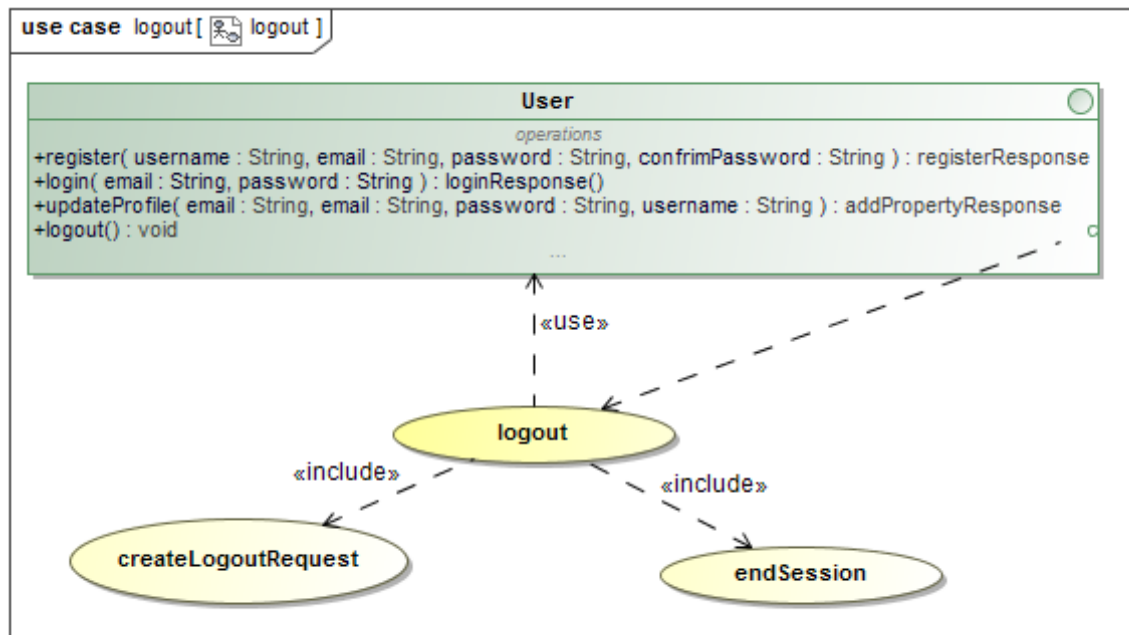 use case logout[ logout ]
User
operations
+register( username : String, email : String, password : String, confrimPassword : String ) : registerResponse
+login( email : String, password : String ) : loginResponse()
+updateProfile( email : String, email : String, password : String, username : String ) : addPropertyResponse
+logout() : void
...
«use»
logout
«include»
«include»
createLogoutRequest
endSession